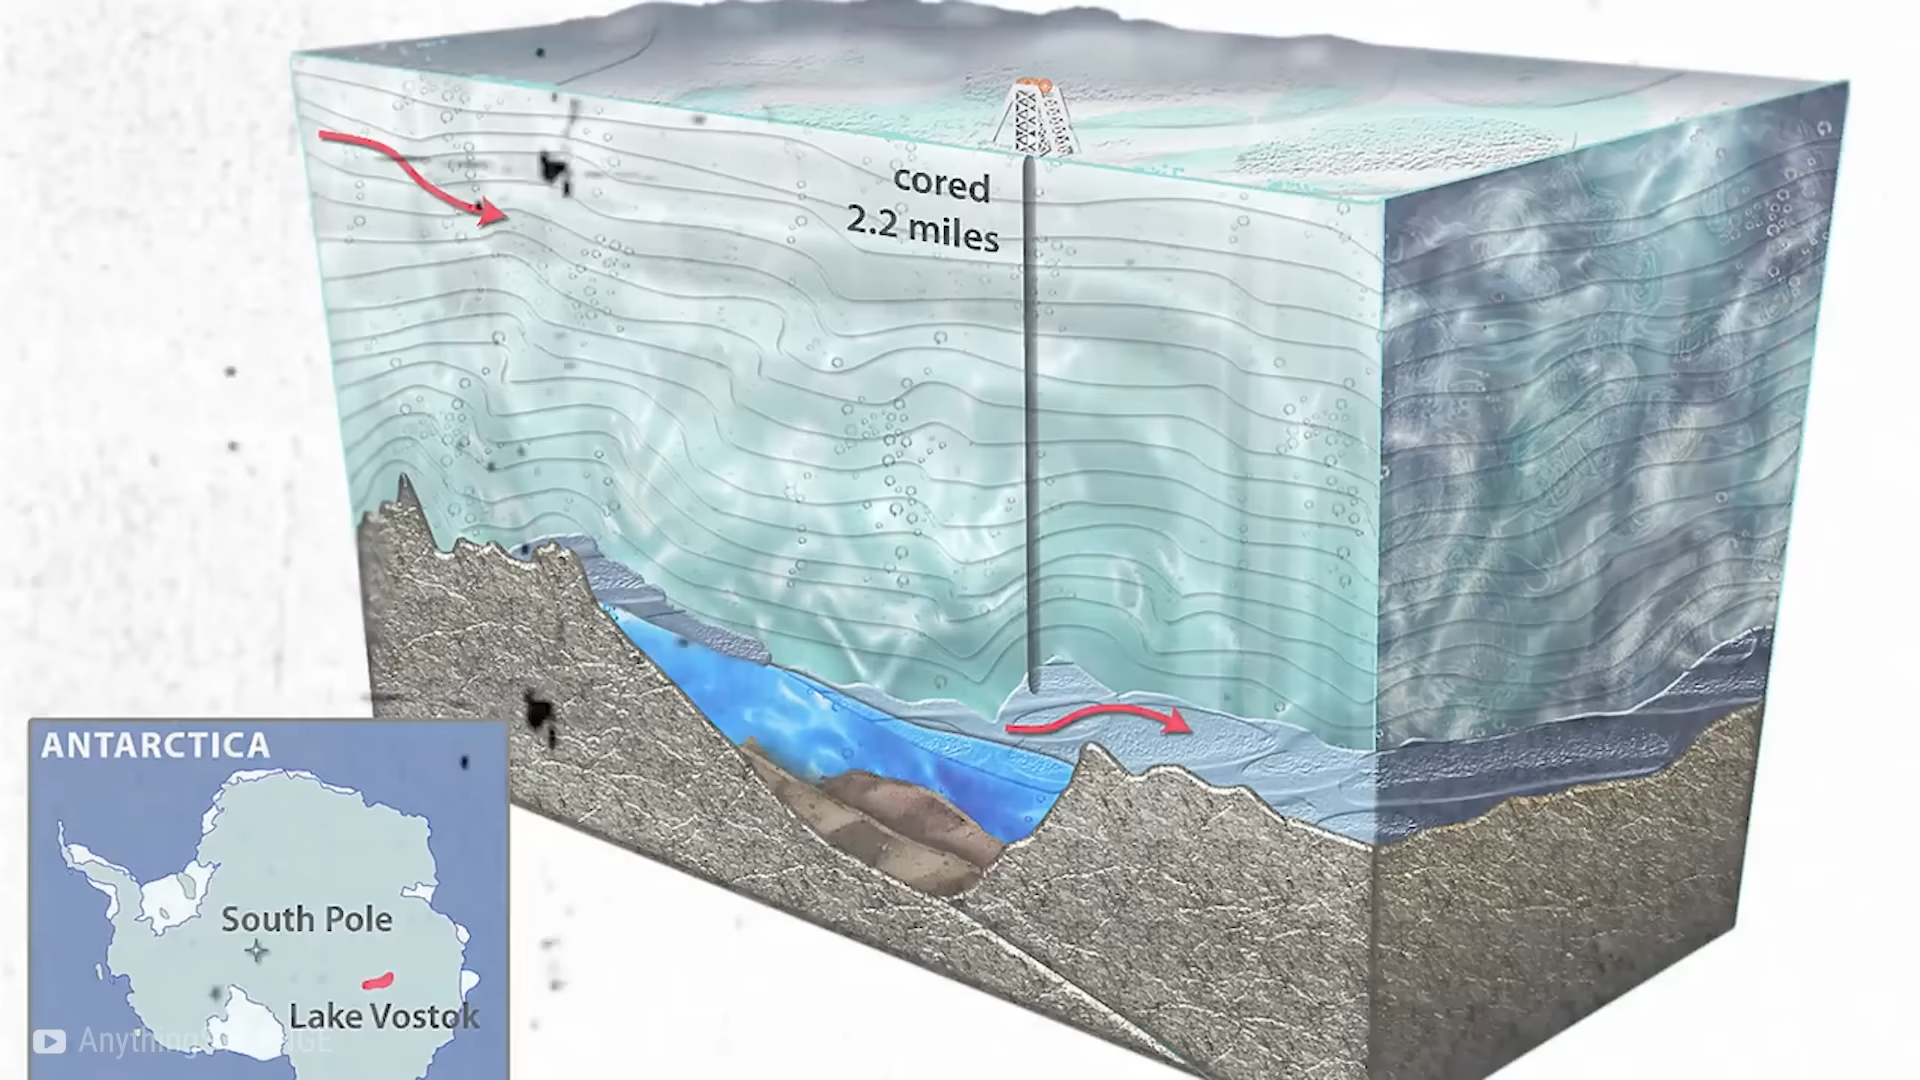 cored
2.2 miles
ANTARCTICA
South Pole
Lake Vostok